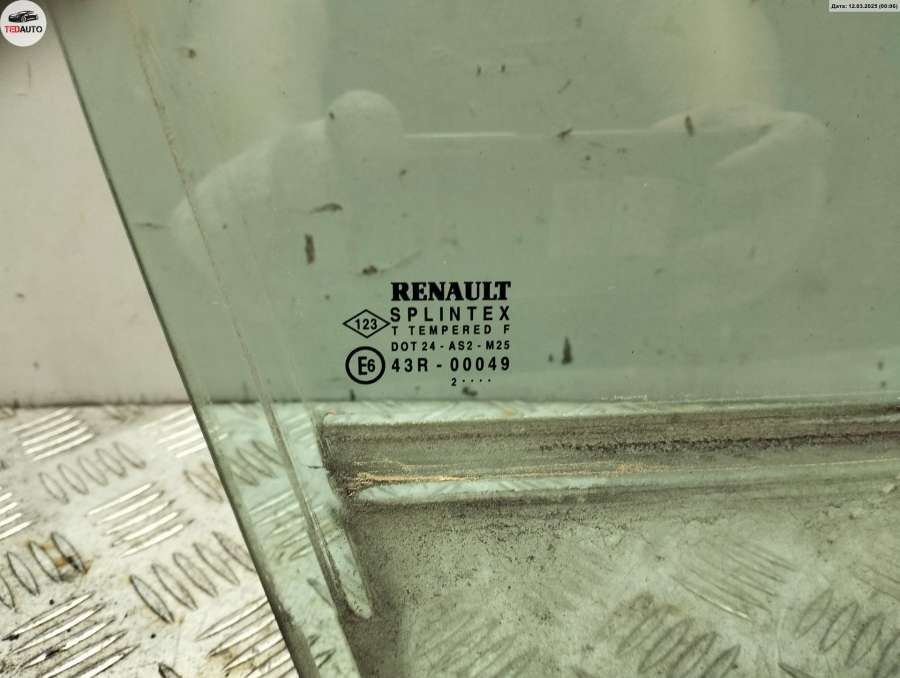 TEDAUTO
Дата: 12.03.2025 (00:06)
RENAULT
SPLINTEX
123
T TEMPERED F
DOT 24 - AS2 - M25
E6 43R - 00049
2 ····